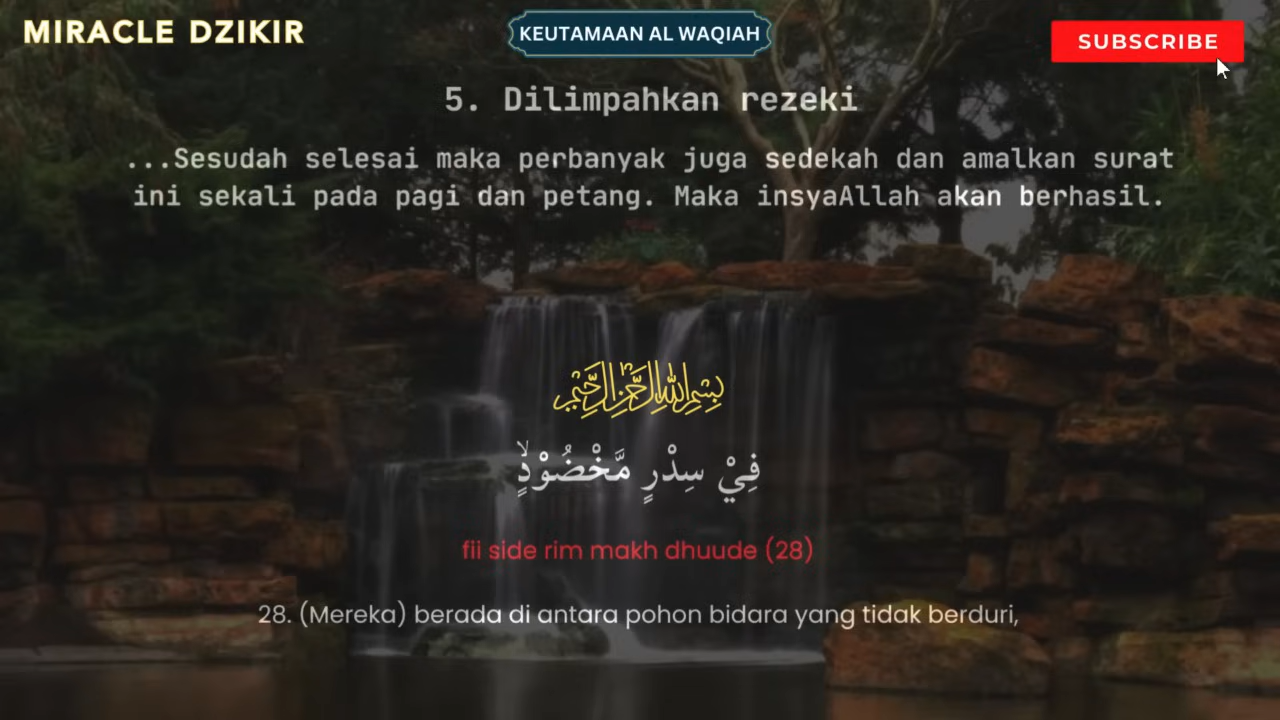 MIRACLE DZIKIR
KEUTAMAAN AL WAQIAH
SUBSCRIBE
5. Dilimpahkan rezeki
...Sesudah selesai maka perbanyak juga sedekah dan amalkan surat
ini sekali pada pagi dan petang. Maka insyaAllah akan berhasil.
بِسْمِ اللهِ الرَّحْمٰنِ الرَّحِيْمِ
فِيْ سِدْرٍ مَّخْضُوْدٍۙ
fii side rim makh dhuude (28)
28. (Mereka) berada di antara pohon bidara yang tidak berduri,